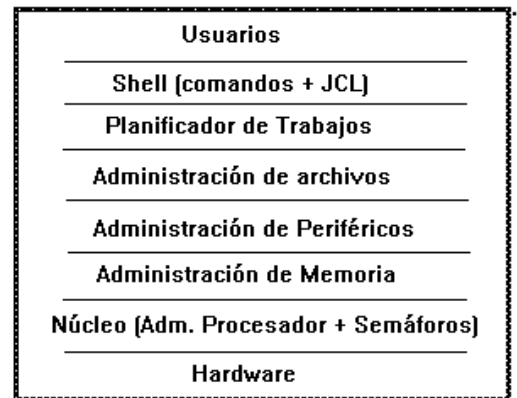 Usuarios
Shell (comandos + JCL)
Planificador de Trabajos
Administración de archivos
Administración de Periféricos
Administración de Memoria
Núcleo (Adm. Procesador + Semáforos)
Hardware